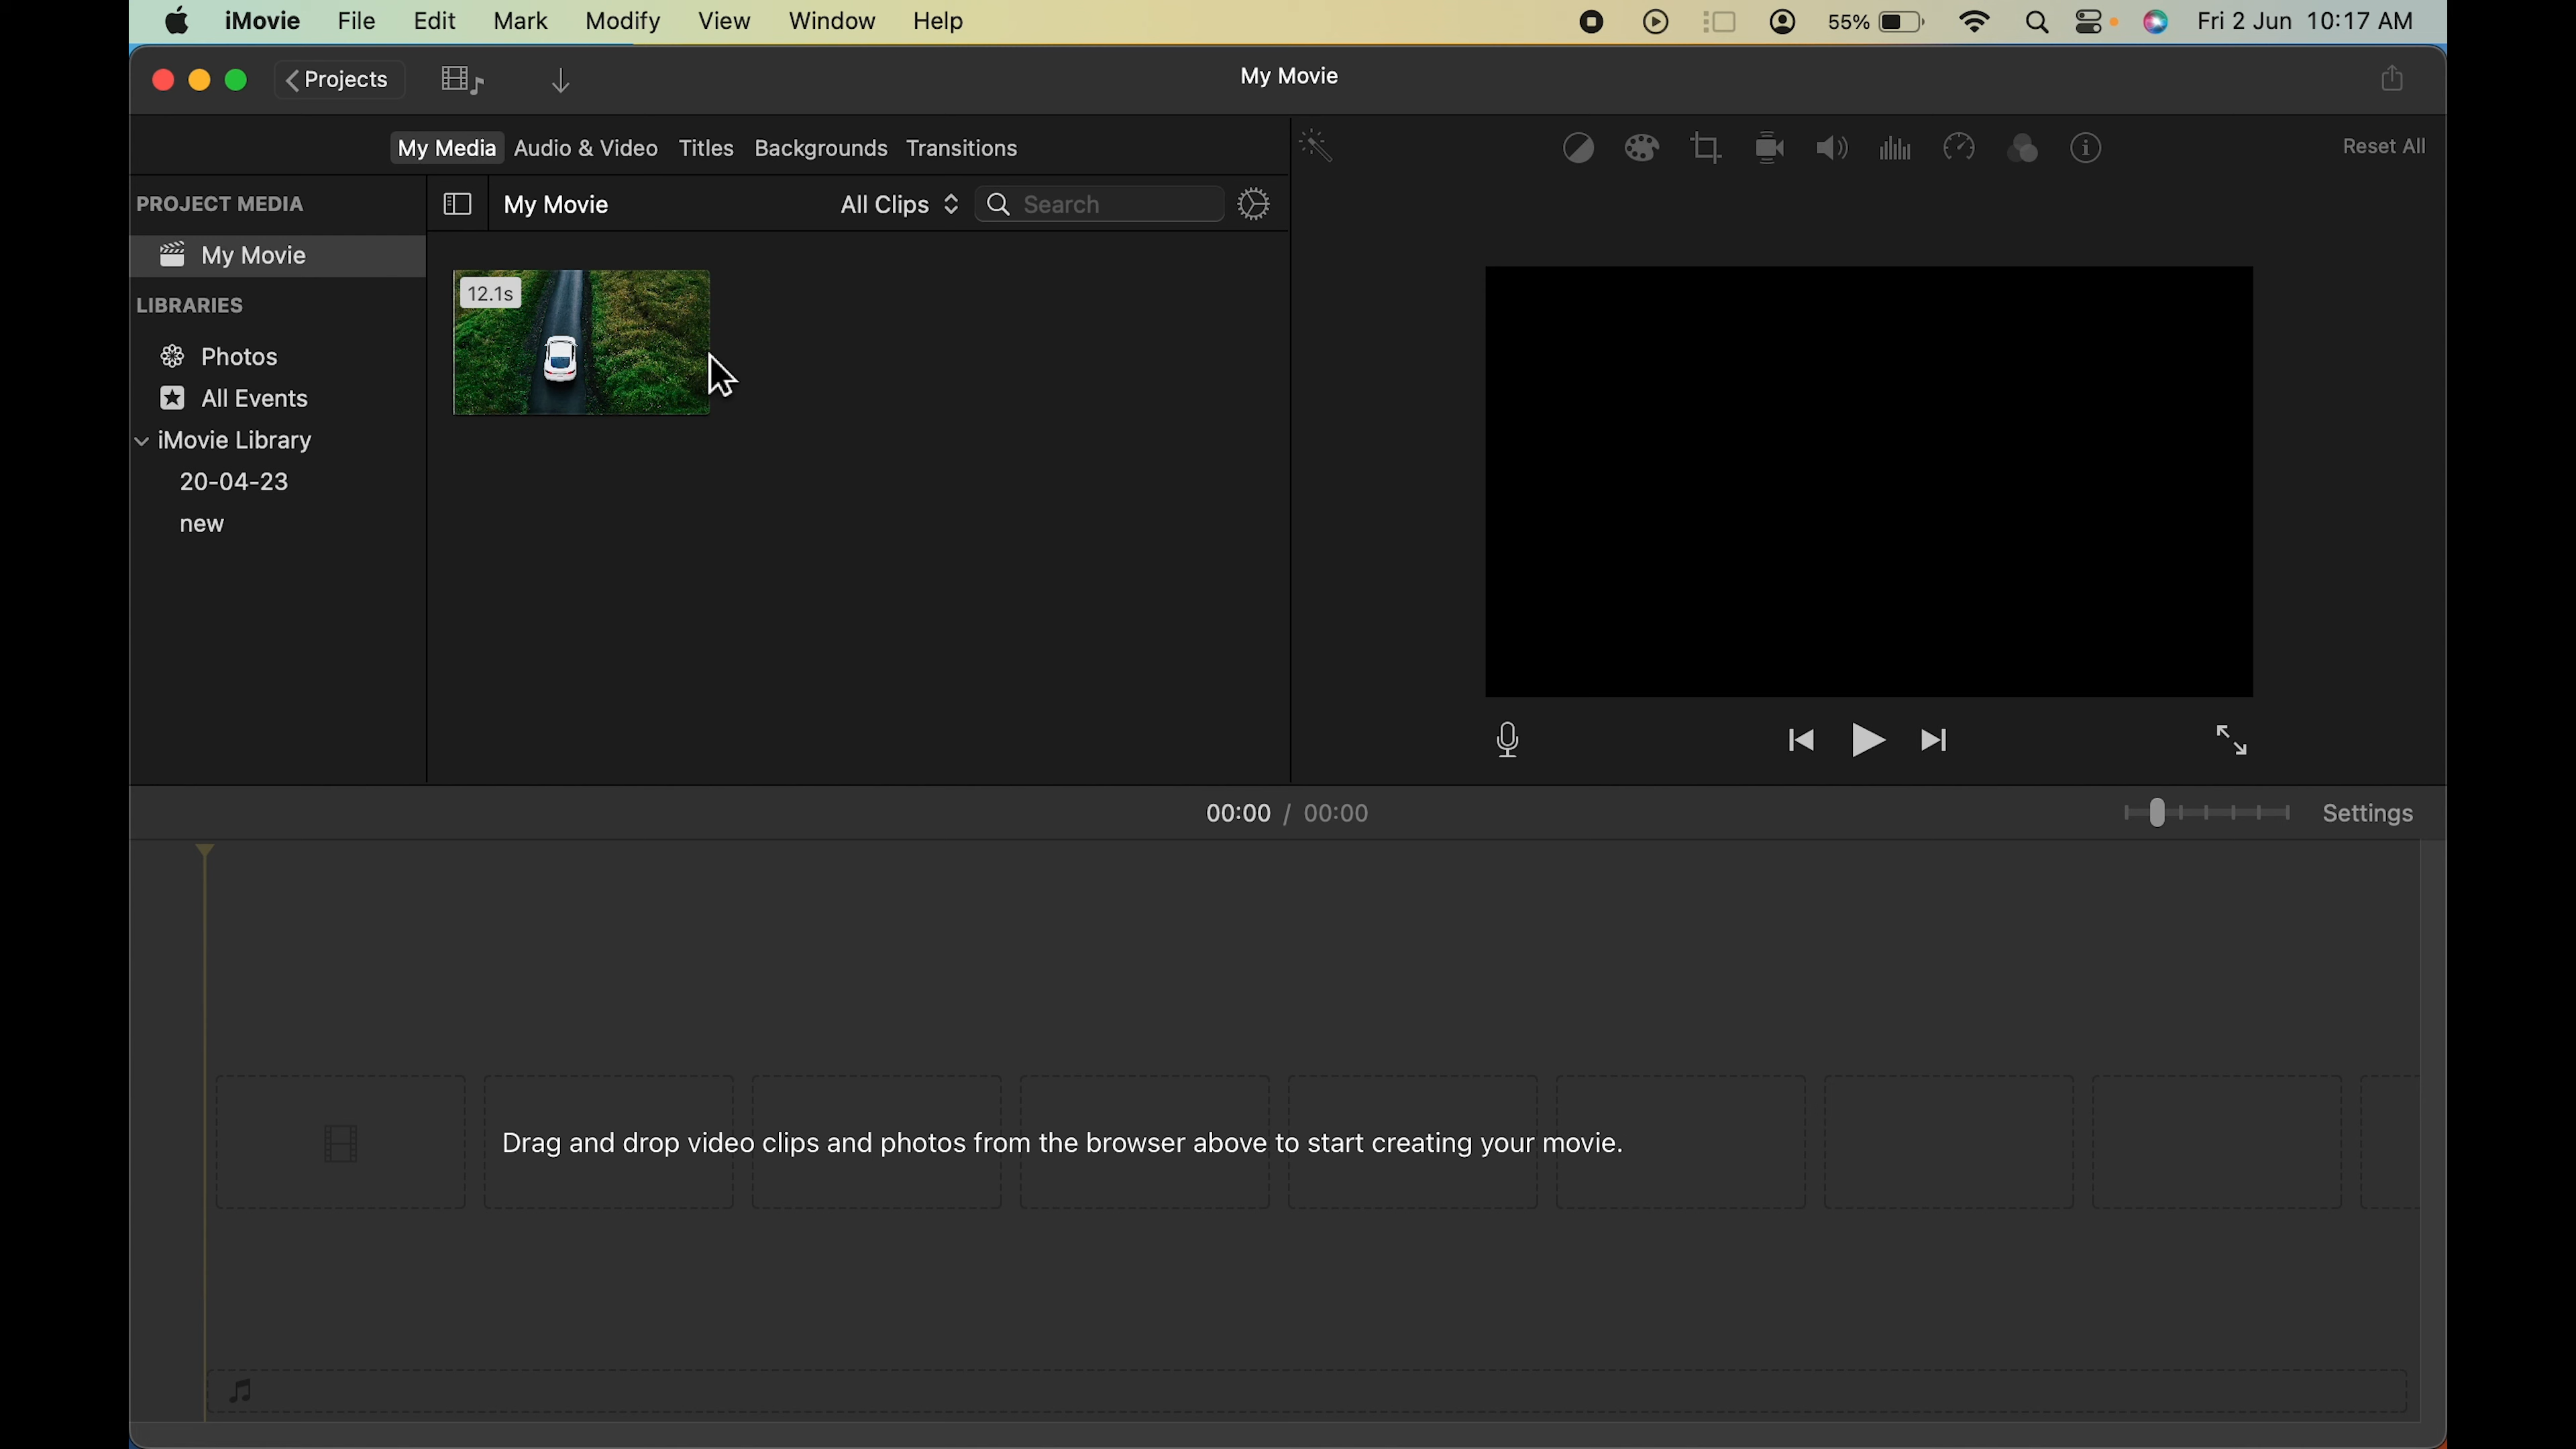 iMovie File Edit Mark Modify View Window Help 55% Fri 2 Jun 10:17 AM
Projects My Movie
My Media Audio & Video Titles Backgrounds Transitions Reset All
PROJECT MEDIA
My Movie
LIBRARIES
Photos
All Events
iMovie Library
20-04-23
new
My Movie All Clips Search
12.1s
00:00 / 00:00 Settings
Drag and drop video clips and photos from the browser above to start creating your movie.